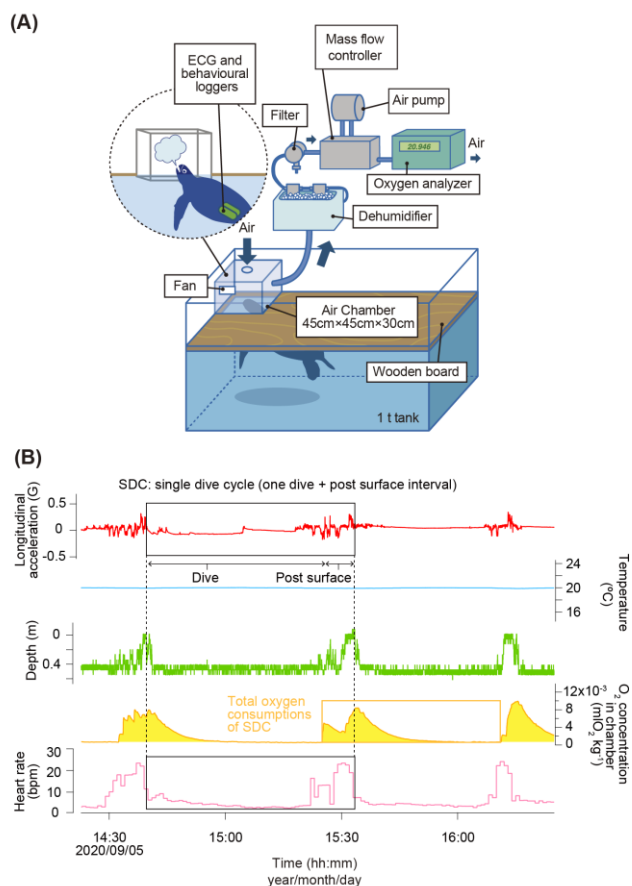 (A)
ECG and
behavioural
loggers
Mass flow
controller
Air pump
Filter
Air
20.946
Oxygen analyzer
Dehumidifier
Air
Fan
Air Chamber
45cm×45cm×30cm
Wooden board
1 t tank
(B)
SDC: single dive cycle (one dive + post surface interval)
Longitudinal
acceleration (G)
0.5
0
-0.5
Dive
Post surface
24
20
16
Temperature
(ºC)
Depth (m)
0
0.4
Total oxygen
consumptions
of SDC
12x10⁻³
8
4
0
O₂ concentration
in chamber
(mlO₂ kg⁻¹)
Heart rate
(bpm)
30
20
10
0
14:30
15:00
15:30
16:00
2020/09/05
Time (hh:mm)
year/month/day